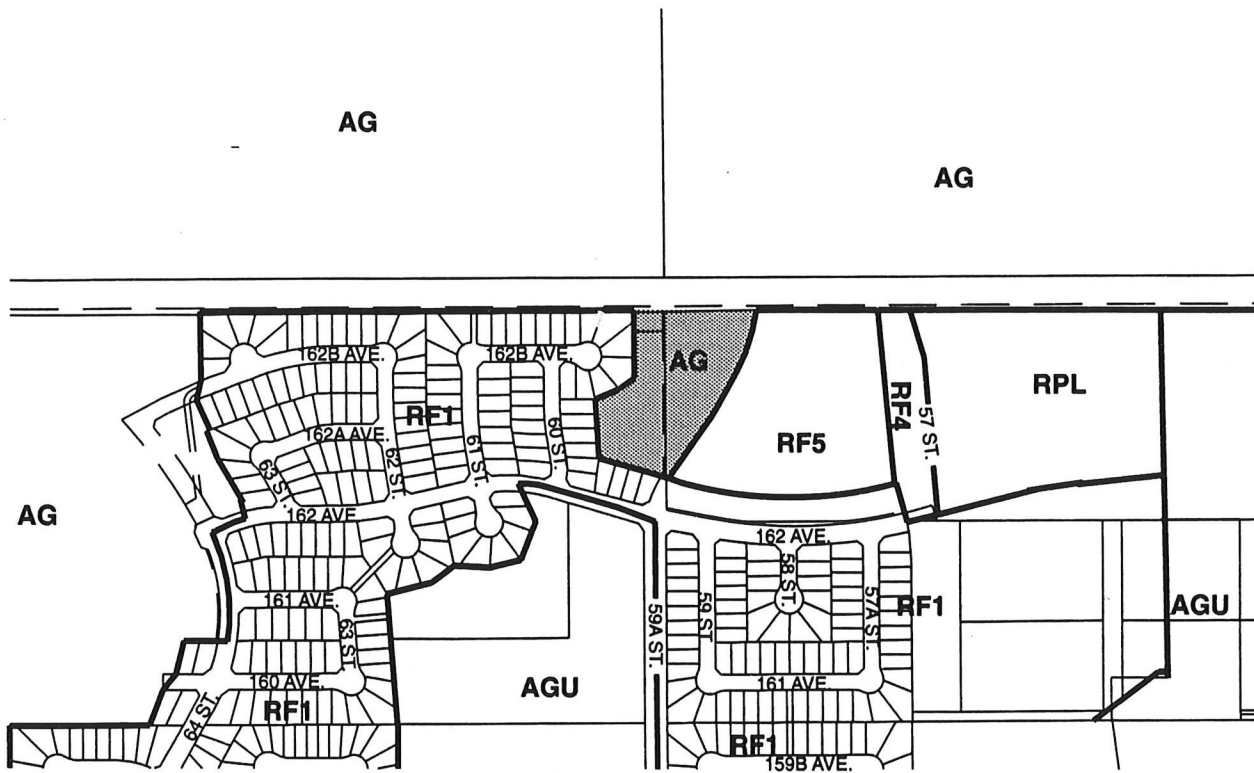 AG
AG
162B AVE.
162B AVE.
AG
RF1
RF4
57 ST.
RPL
RF5
162A AVE.
63 ST.
62 ST.
61 ST.
60 S.
AG
162 AVE.
162 AVE.
58 ST.
161 AVE.
63 ST.
59A ST.
59 ST
57A S.
RF1
AGU
160 AVE.
AGU
161 AVE.
64 ST.
RF1
RF1
159B AVE.